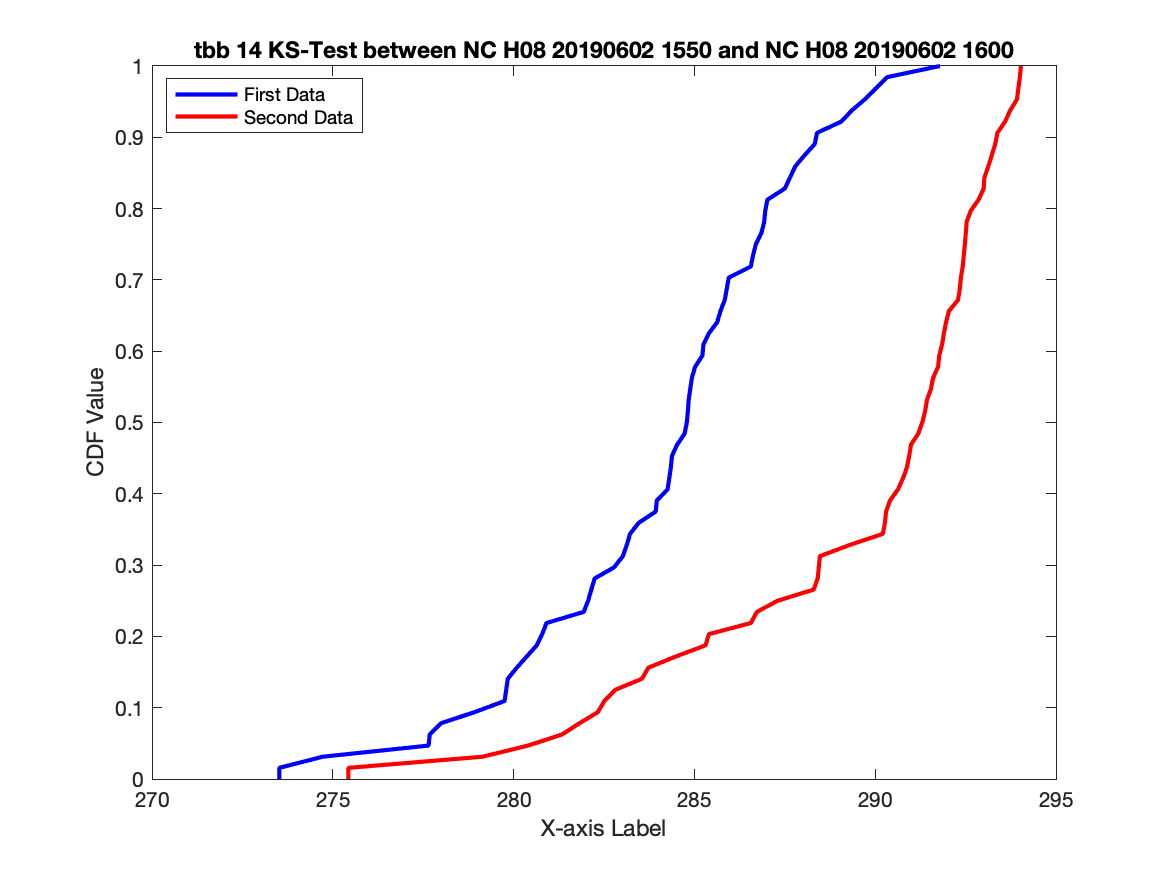 tbb 14 KS-Test between NC H08 20190602 1550 and NC H08 20190602 1600
First Data
Second Data
1
0.9
0.8
0.7
0.6
0.5
0.4
0.3
0.2
0.1
0
CDF Value
270 275 280 285 290 295
X-axis Label